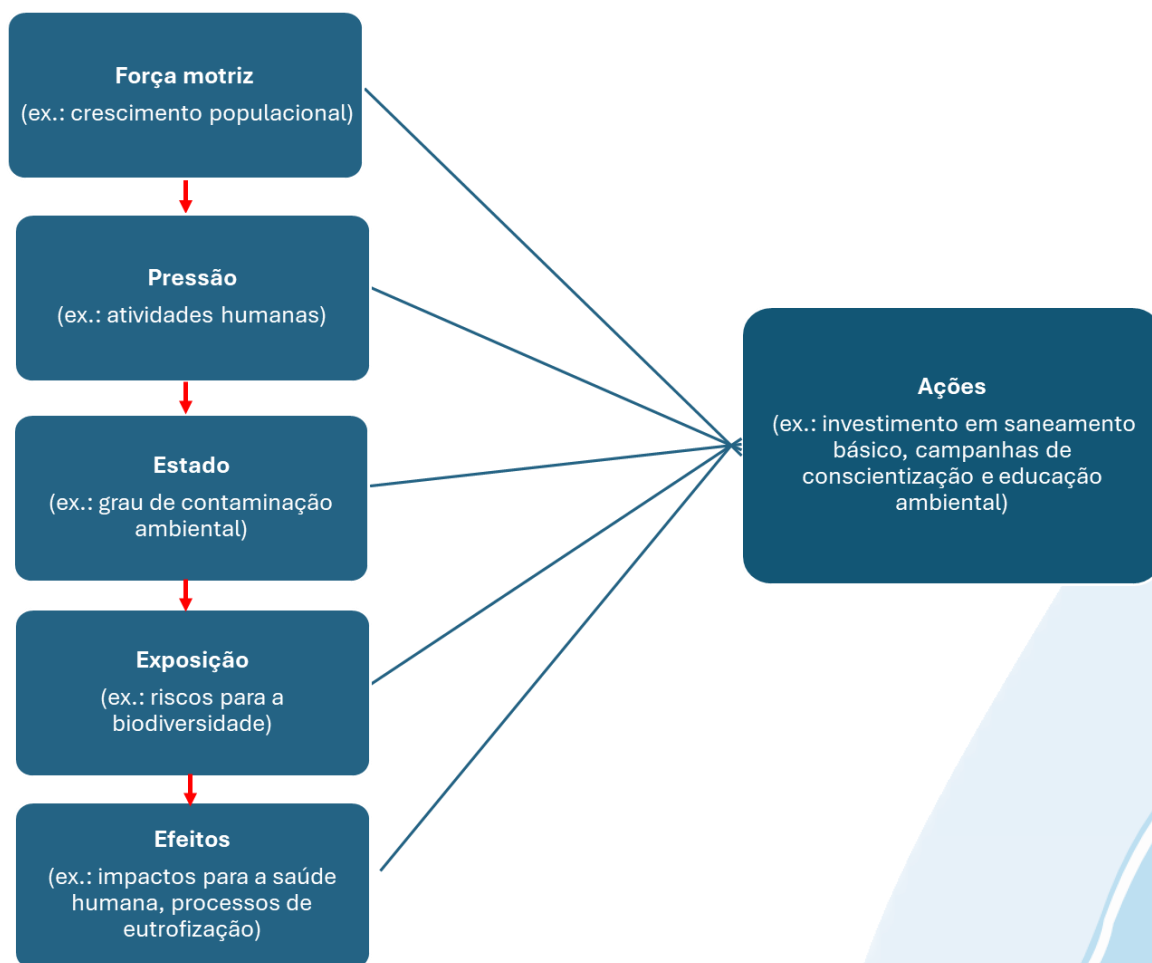 Força motriz
(ex.: crescimento populacional)
Pressão
(ex.: atividades humanas)
Estado
(ex.: grau de contaminação
ambiental)
Exposição
(ex.: riscos para a
biodiversidade)
Efeitos
(ex.: impactos para a saúde
humana, processos de
eutrofização)
Ações
(ex.: investimento em saneamento
básico, campanhas de
conscientização e educação
ambiental)